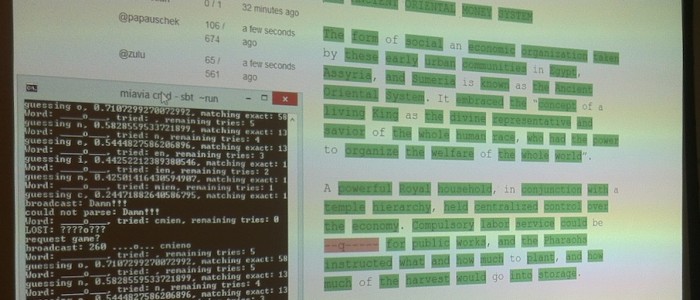 ANCIENT ORIENTAL MONEY SYSTEM
0/1 32 minutes ago
@papauschek 106 / 674 a few seconds ago
@zulu 65 / 561 a few seconds ago
The form of social an economic organization taken
by these early urban communities in Egypt,
Assyria, and Sumeria is known as the ancient
Oriental System. It embraced the "concept of a
living King as the divine representative and
savior of the whole human race, who had the power
to organize the welfare of the whole world".
A powerful Royal household, in conjunction with a
temple hierarchy, held centralized control over
the economy. Compulsory labor service could be
--g------ for public works, and the Pharaohs
instructed what and how much to plant, and how
much of the harvest would go into storage.
miavia cmd - sbt ~run
guessing o, 0.7107299270072992, matching exact: 58
Word: ____o___, tried: , remaining tries: 5
guessing n, 0.5828559533721899, matching exact: 13
Word: ____o___, tried: n, remaining tries: 4
guessing e, 0.5444827586206896, matching exact: 13
Word: ____o___, tried: en, remaining tries: 3
guessing i, 0.4425221238938546, matching exact: 1
Word: ____o___, tried: ien, remaining tries: 2
guessing m, 0.4250141643059490?, matching exact: 1
Word: ____o___, tried: mien, remaining tries: 1
guessing c, 0.24471882640586795, matching exact: 1
broadcast: Damn!!!
could not parse: Damn!!!
Word: ____o___, tried: cmien, remaining tries: 0
LOST: ????o???
request game?
broadcast: 260 ....o... cmieno
Word: , tried: , remaining tries: 5
guessing o, 0.7107299270072992, matching exact: 58
Word: ____o___, tried: , remaining tries: 5
guessing n, 0.5828559533721899, matching exact: 13
Word: ____o___, tried: n, remaining tries: 4
0.5444827586206896, matching exact: 13